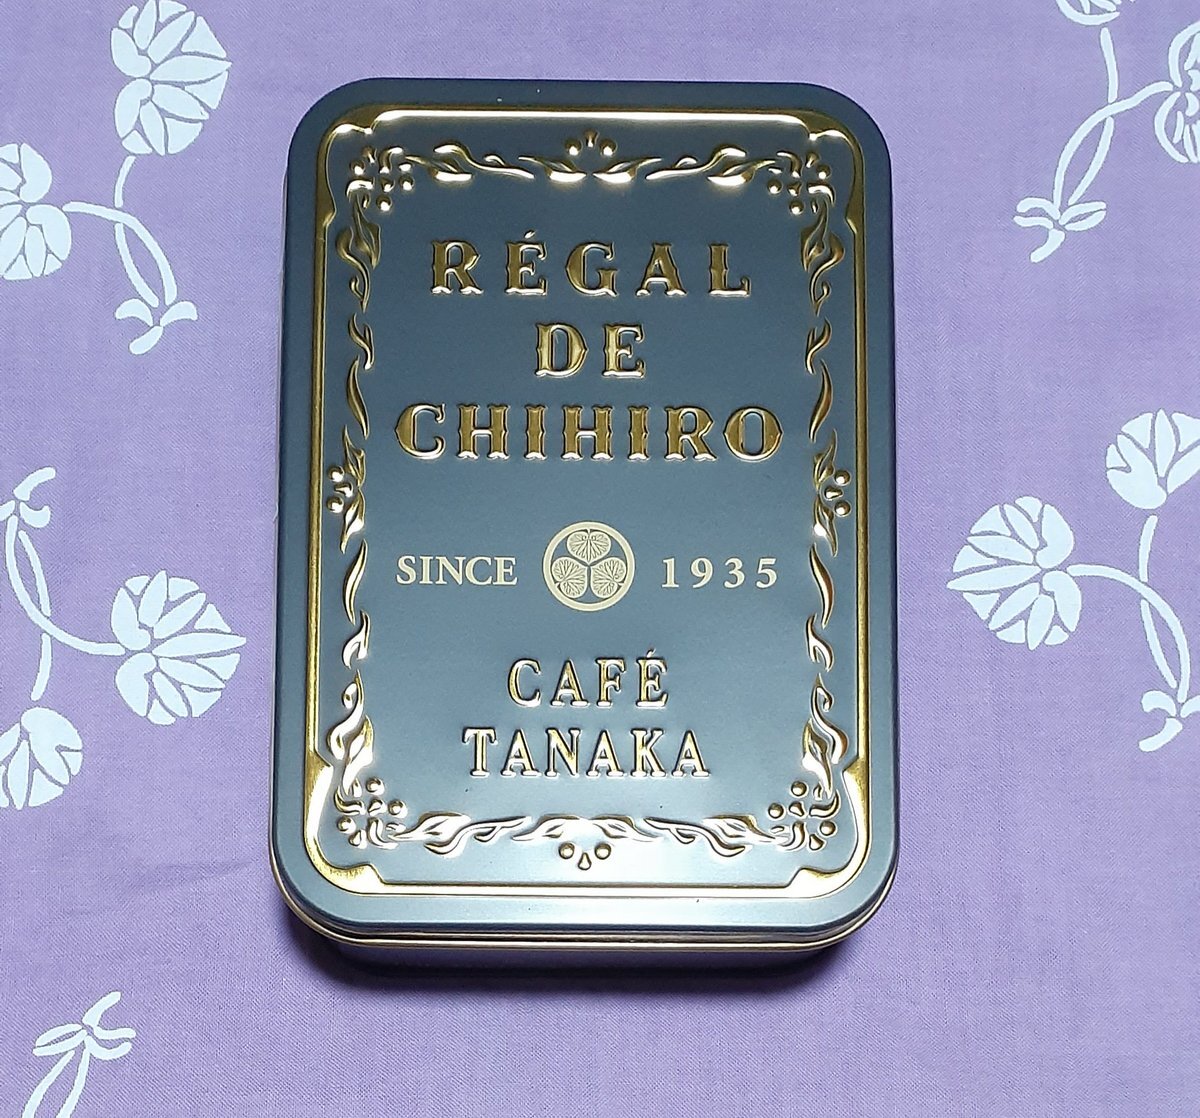 RÉGAL
DE
CHIHIRO
SINCE 1935
CAFÉ
TANAKA